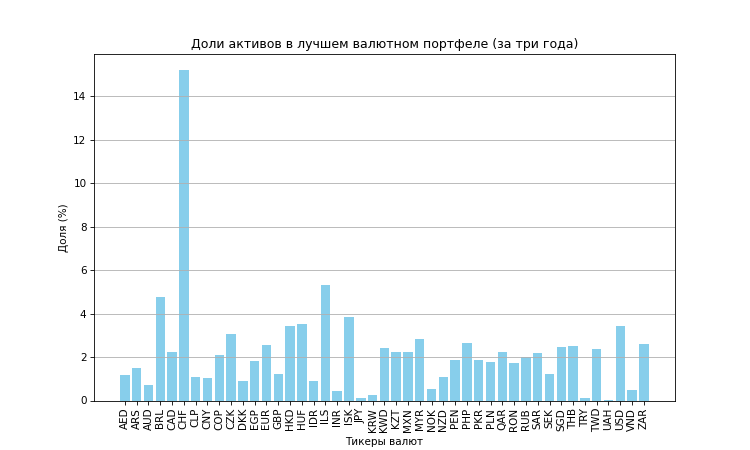 Доли активов в лучшем валютном портфеле (за три года)
Доля (%)
14
12
10
8
6
4
2
0
AED ARS AUD BRL CAD CHF CLP CNY COP CZK DKK EGP EUR GBP HKD HUF IDR ILS INR ISK JPY KRW KWD KZT MXN MYR NOK NZD PEN PHP PKR PLN QAR RON RUB SAR SEK SGD THB TRY TWD UAH USD VND ZAR
Тикеры валют